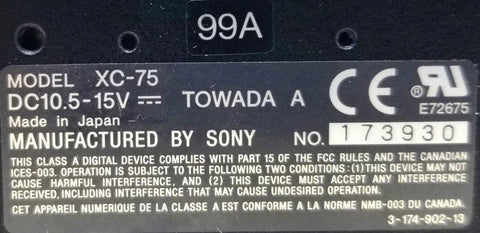 99A
MODEL XC-75
DC10.5-15V ⎓ TOWADA A CE UR
E72675
Made in Japan
MANUFACTURED BY SONY NO. 173930
THIS CLASS A DIGITAL DEVICE COMPLIES WITH PART 15 OF THE FCC RULES AND THE CANADIAN
ICES-003. OPERATION IS SUBJECT TO THE FOLLOWING TWO CONDITIONS: (1) THIS DEVICE MAY NOT
CAUSE HARMFUL INTERFERENCE, AND (2) THIS DEVICE MUST ACCEPT ANY INTERFERENCE
RECEIVED, INCLUDING INTERFERENCE THAT MAY CAUSE UNDESIRED OPERATION.
CET APPAREIL NUMERIQUE DE LA CLASSE A EST CONFORME A LA NORME NMB-003 DU CANADA.
3-174-902-13